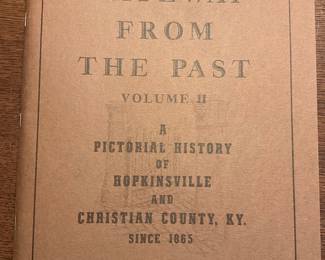 FROM
THE PAST
VOLUME II
A
PICTORIAL HISTORY
OF
HOPKINSVILLE
AND
CHRISTIAN COUNTY, KY.
SINCE 1865